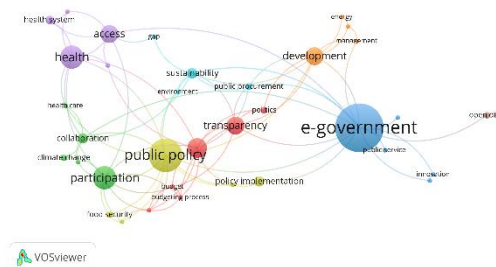 energy
health system
access
gap
management
health
development
sustainability
public procurement
environment
health care
politics
transparency
e-government
collaboration
public service
climate change
public policy
participation
innovation
policy implementation
budget
budgeting process
food security
VOSviewer